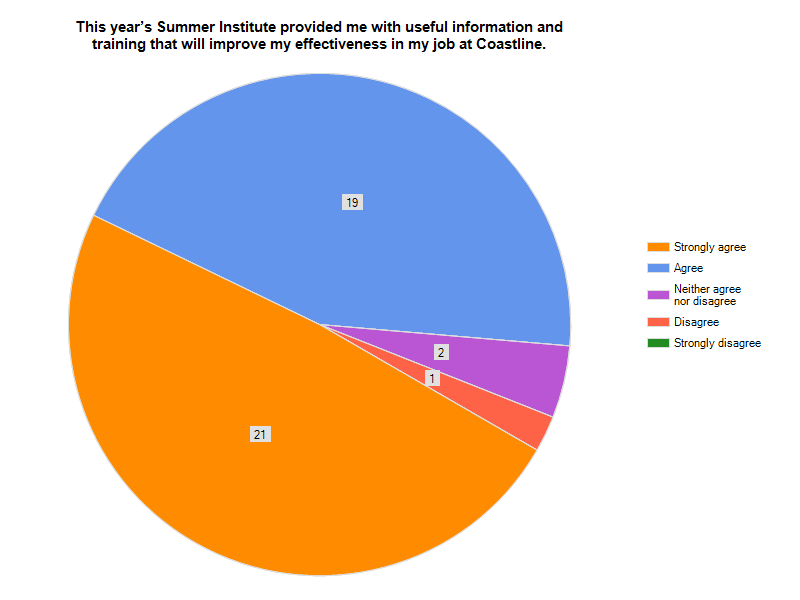 This year’s Summer Institute provided me with useful information and
training that will improve my effectiveness in my job at Coastline.
19
2
1
21
Strongly agree
Agree
Neither agree
nor disagree
Disagree
Strongly disagree